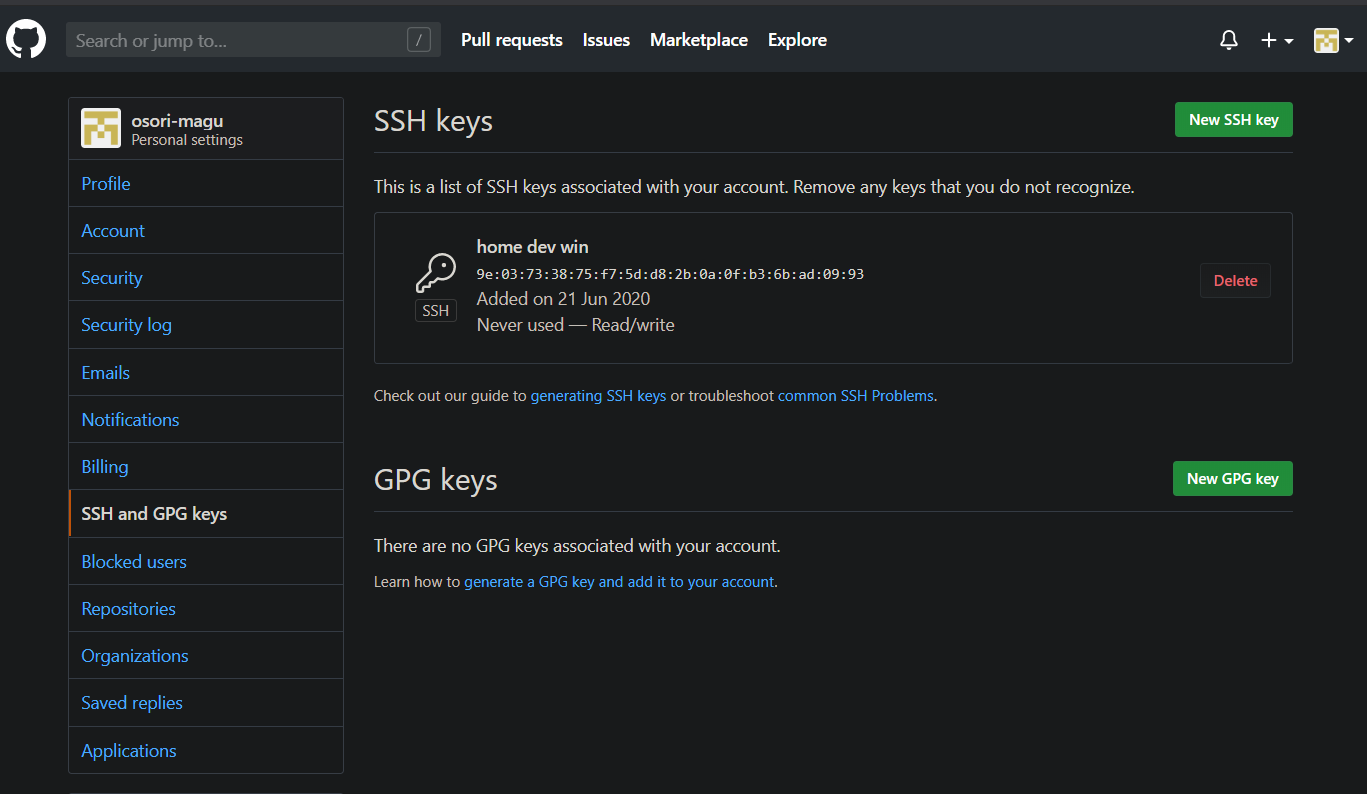 Search or jump to...
/
Pull requests
Issues
Marketplace
Explore
osori-magu
Personal settings
Profile
Account
Security
Security log
Emails
Notifications
Billing
SSH and GPG keys
Blocked users
Repositories
Organizations
Saved replies
Applications
SSH keys
New SSH key
This is a list of SSH keys associated with your account. Remove any keys that you do not recognize.
SSH
home dev win
9e:03:73:38:75:f7:5d:d8:2b:0a:0f:b3:6b:ad:09:93
Added on 21 Jun 2020
Never used — Read/write
Delete
Check out our guide to generating SSH keys or troubleshoot common SSH Problems.
GPG keys
New GPG key
There are no GPG keys associated with your account.
Learn how to generate a GPG key and add it to your account.